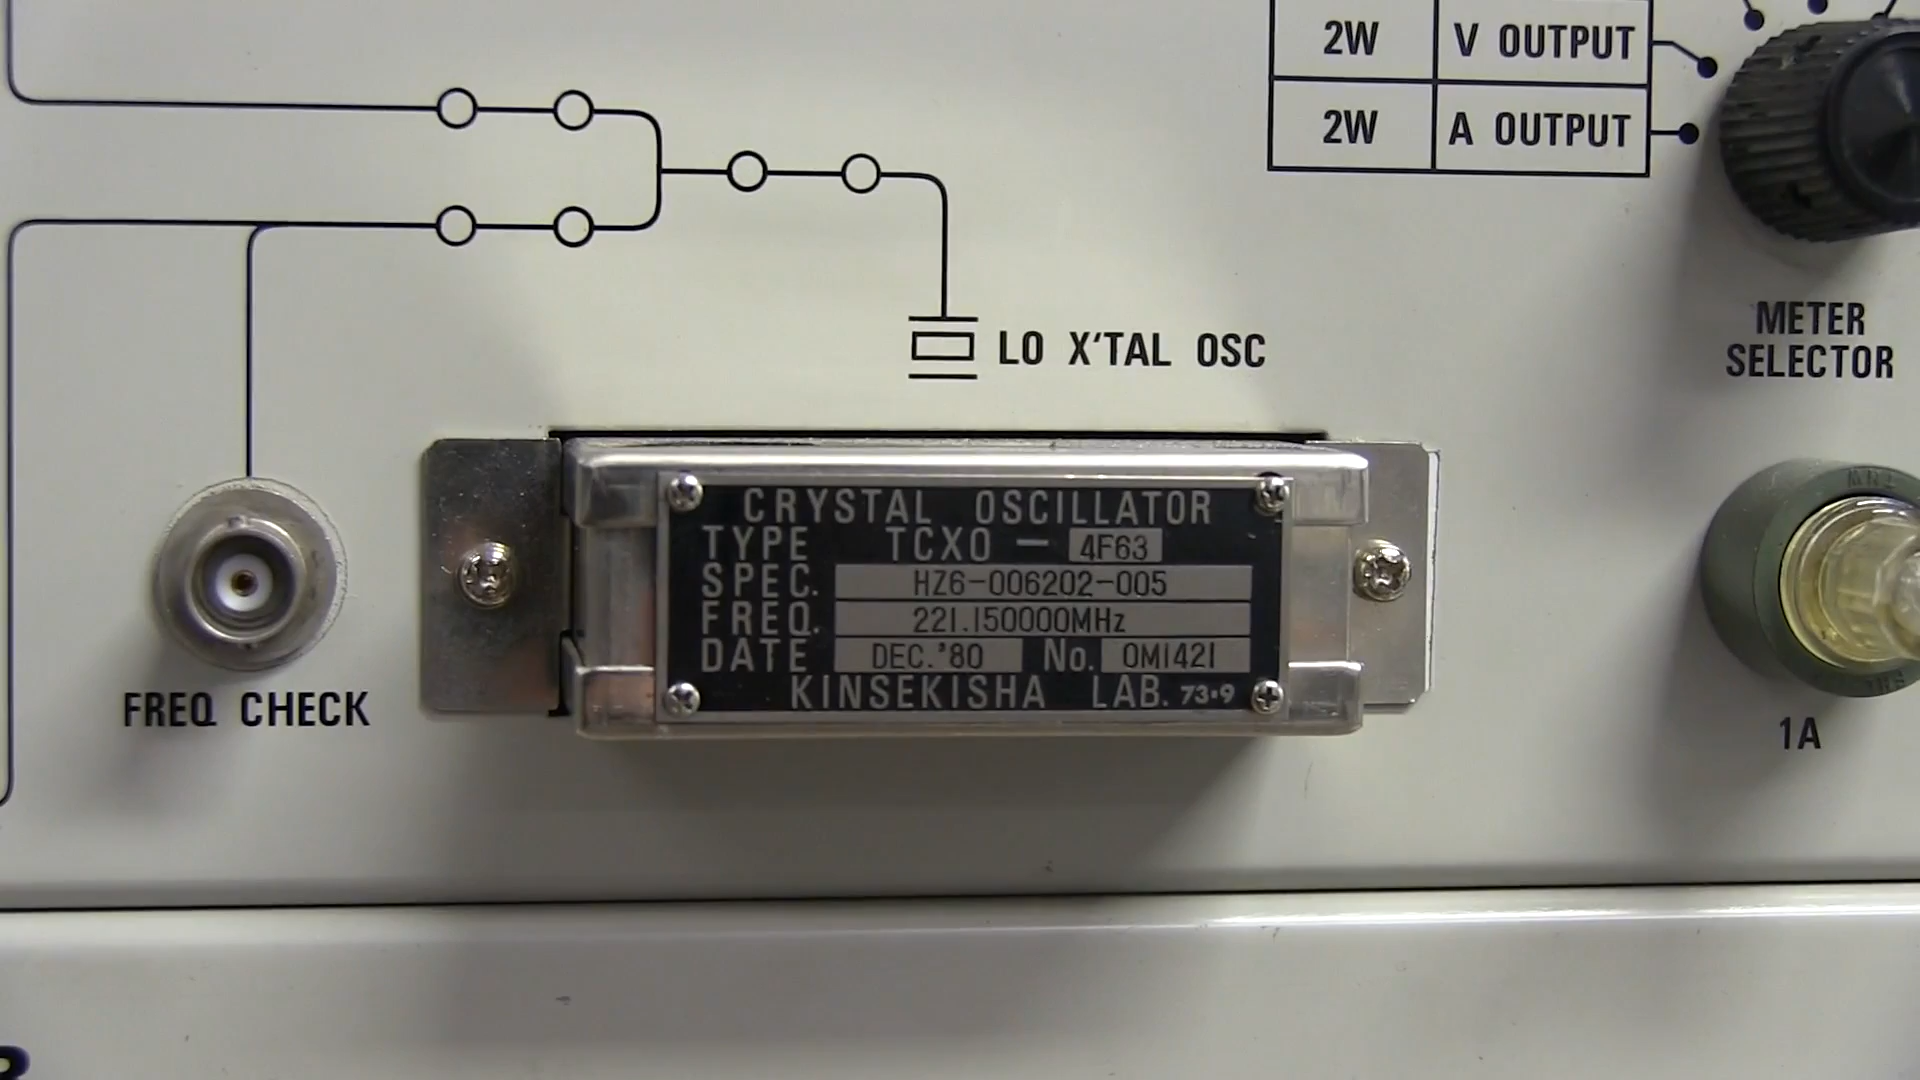 2W V OUTPUT
2W A OUTPUT
METER
SELECTOR
LO X'TAL OSC
CRYSTAL OSCILLATOR
TYPE TCXO - 4F63
SPEC. HZ6-006202-005
FREQ. 221.150000MHz
DATE DEC.'80 No. OM1421
KINSEKISHA LAB. 73·9
FREQ CHECK
1A